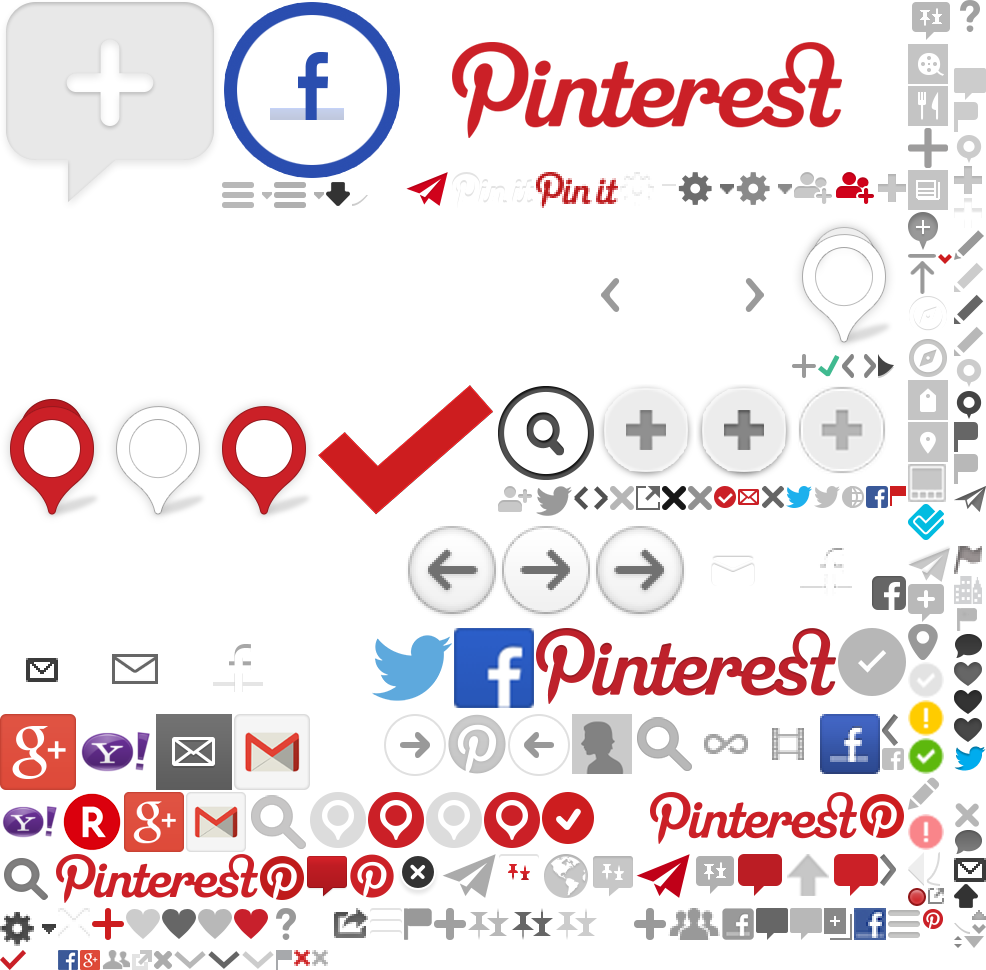 f
Pinterest
Pin it
Pin it
f
f
f
f
Pinterest
g+
Y!
M
f
f
Y!
R
g+
M
Pinterest
!
Pinterest
!
?
f
f
f
g+